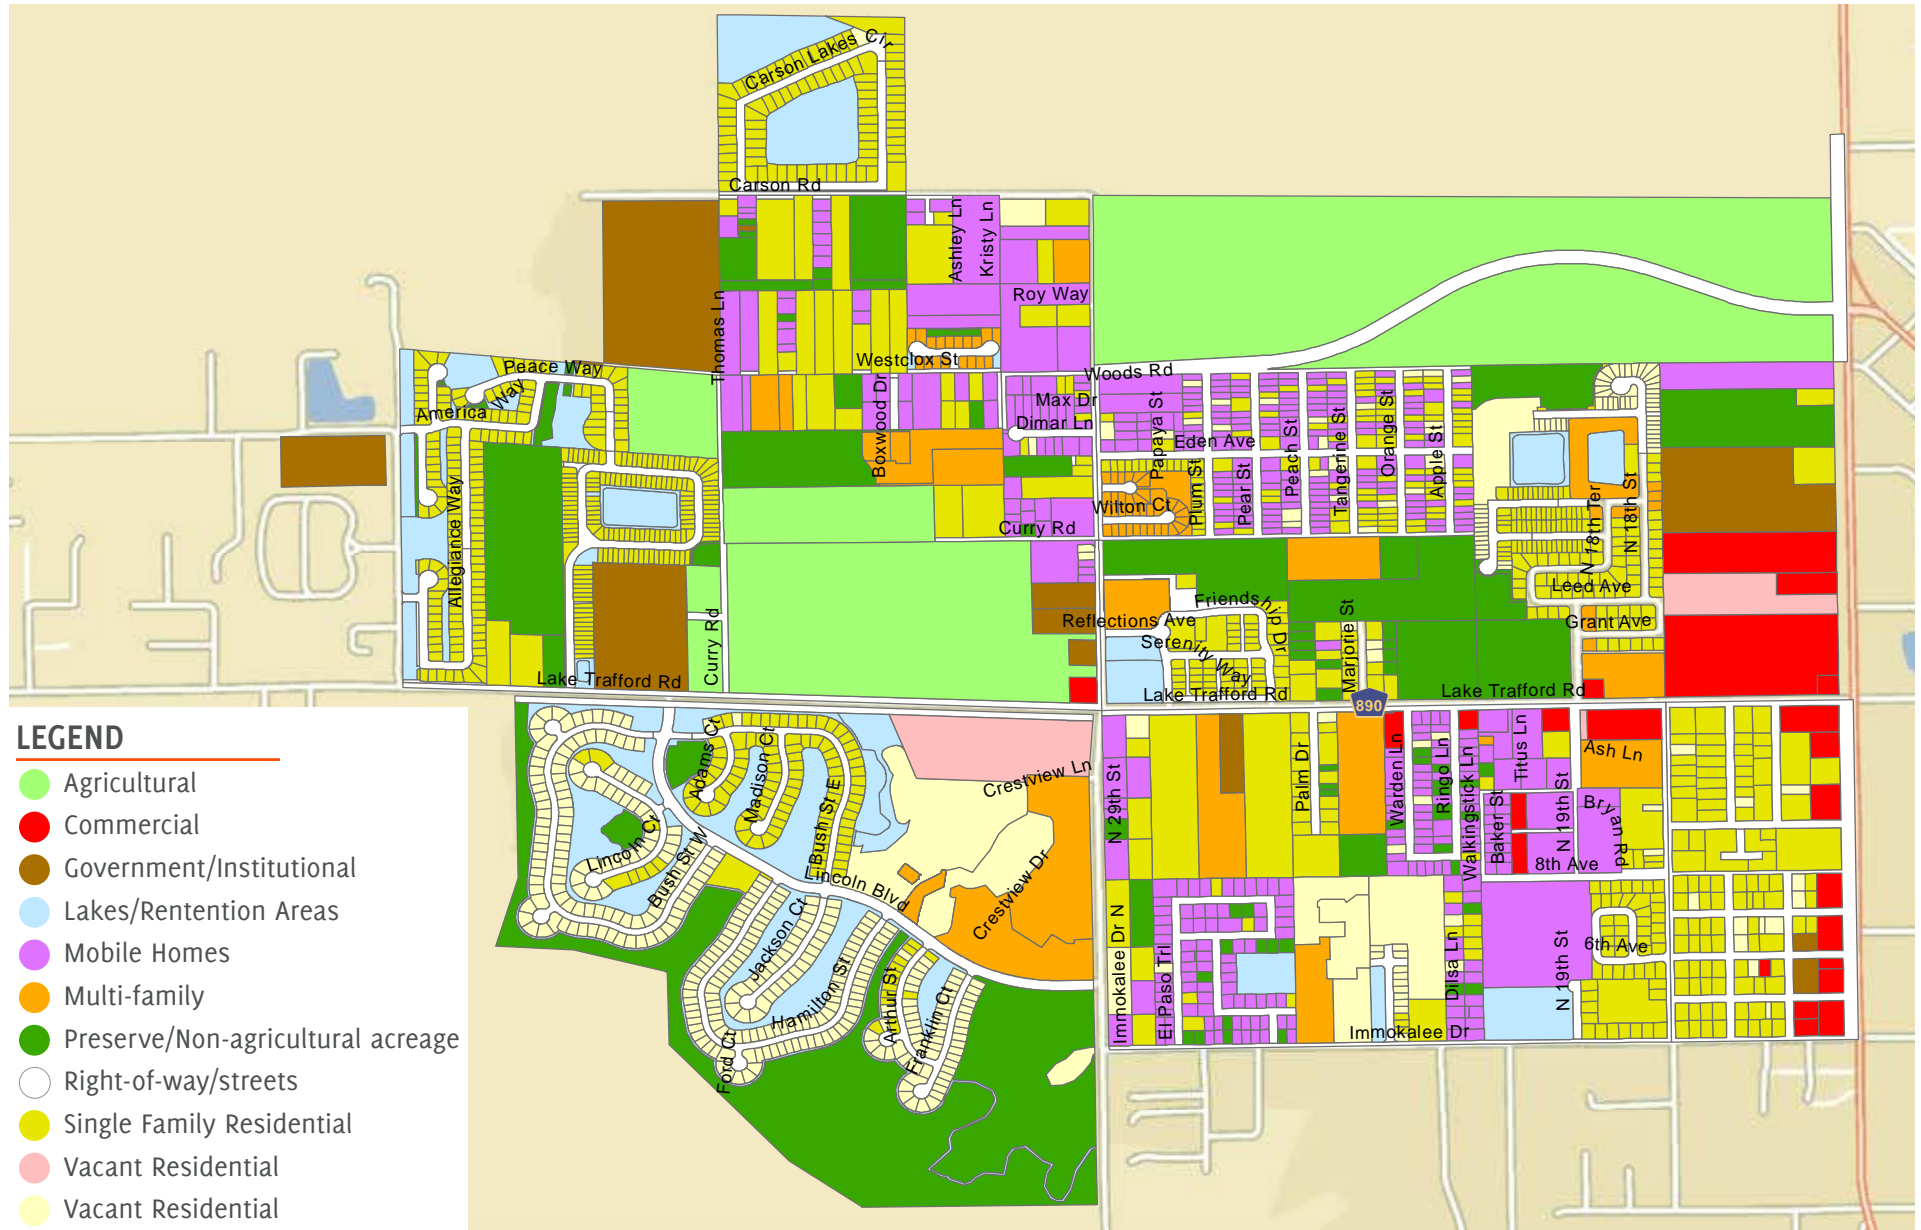 Carson Lakes Cir
Carson Rd
Ashley Ln
Kristy Ln
Roy Way
Thomas Ln
Westclox St
Peace Way
America Way
Woods Rd
Max Dr
Dimar Ln
Boxwood Dr
Papaya St
Eden Ave
Plum St
Pear St
Peach St
Tangerine St
Orange St
Apple St
Wilton Ct
Curry Rd
Allegiance Way
N 18th Ter
N 18th St
Leed Ave
Grant Ave
Friendship Dr
Reflections Ave
Serenity Way
Marjorie St
Curry Rd
Lake Trafford Rd
Lake Trafford Rd
Lake Trafford Rd
890
LEGEND
Agricultural
Commercial
Government/Institutional
Lakes/Rentention Areas
Mobile Homes
Multi-family
Preserve/Non-agricultural acreage
Right-of-way/streets
Single Family Residential
Vacant Residential
Vacant Residential
Adams Ct
Madison Ct
Bush St E
Lincoln Ct
Bush St W
Lincoln Blvd
Crestview Ln
Crestview Dr
Jackson Ct
Hamilton St
Ford Ct
Arthur St
Franklin Ct
N 29th St
Palm Dr
Warden Ln
Ringo Ln
Walkingstick Ln
Titus Ln
Baker St
N 19th St
Ash Ln
Bryan Rd
8th Ave
Immokalee Dr N
El Paso Trl
Dilsa Ln
N 19th St
6th Ave
Immokalee Dr